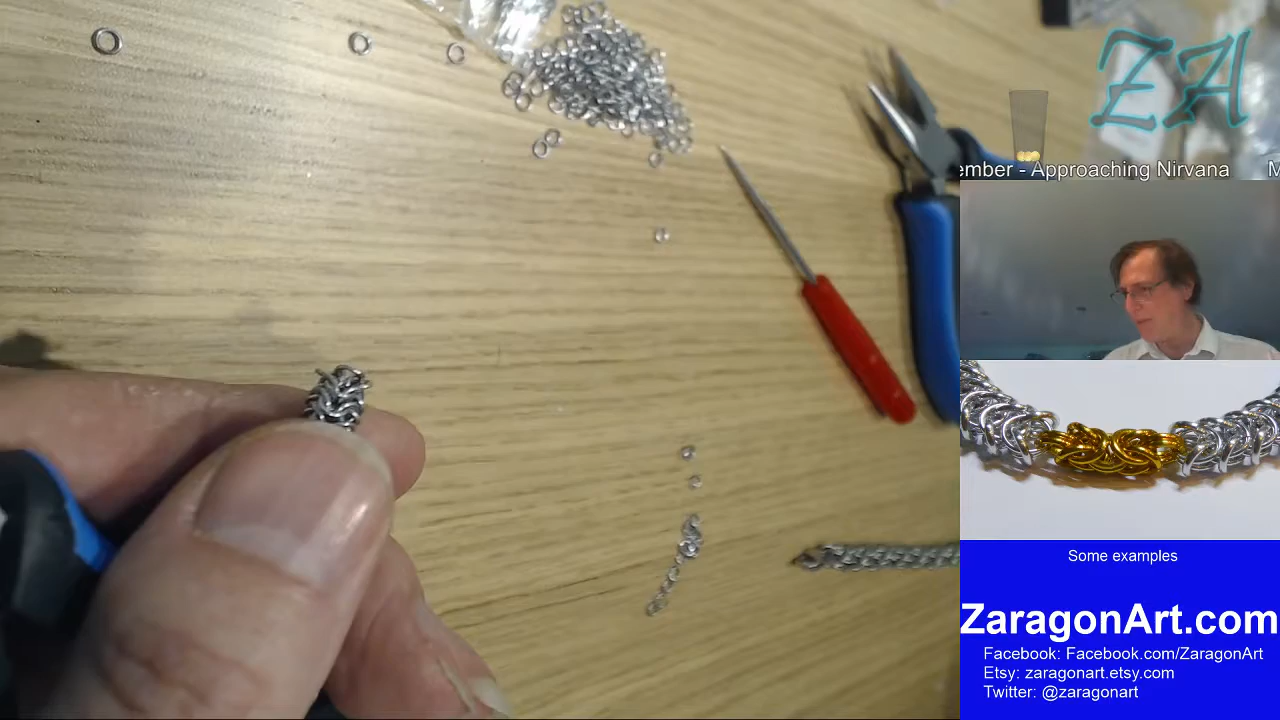 ZA
ember - Approaching Nirvana M
Some examples
ZaragonArt.com
Facebook: Facebook.com/ZaragonArt
Etsy: zaragonart.etsy.com
Twitter: @zaragonart